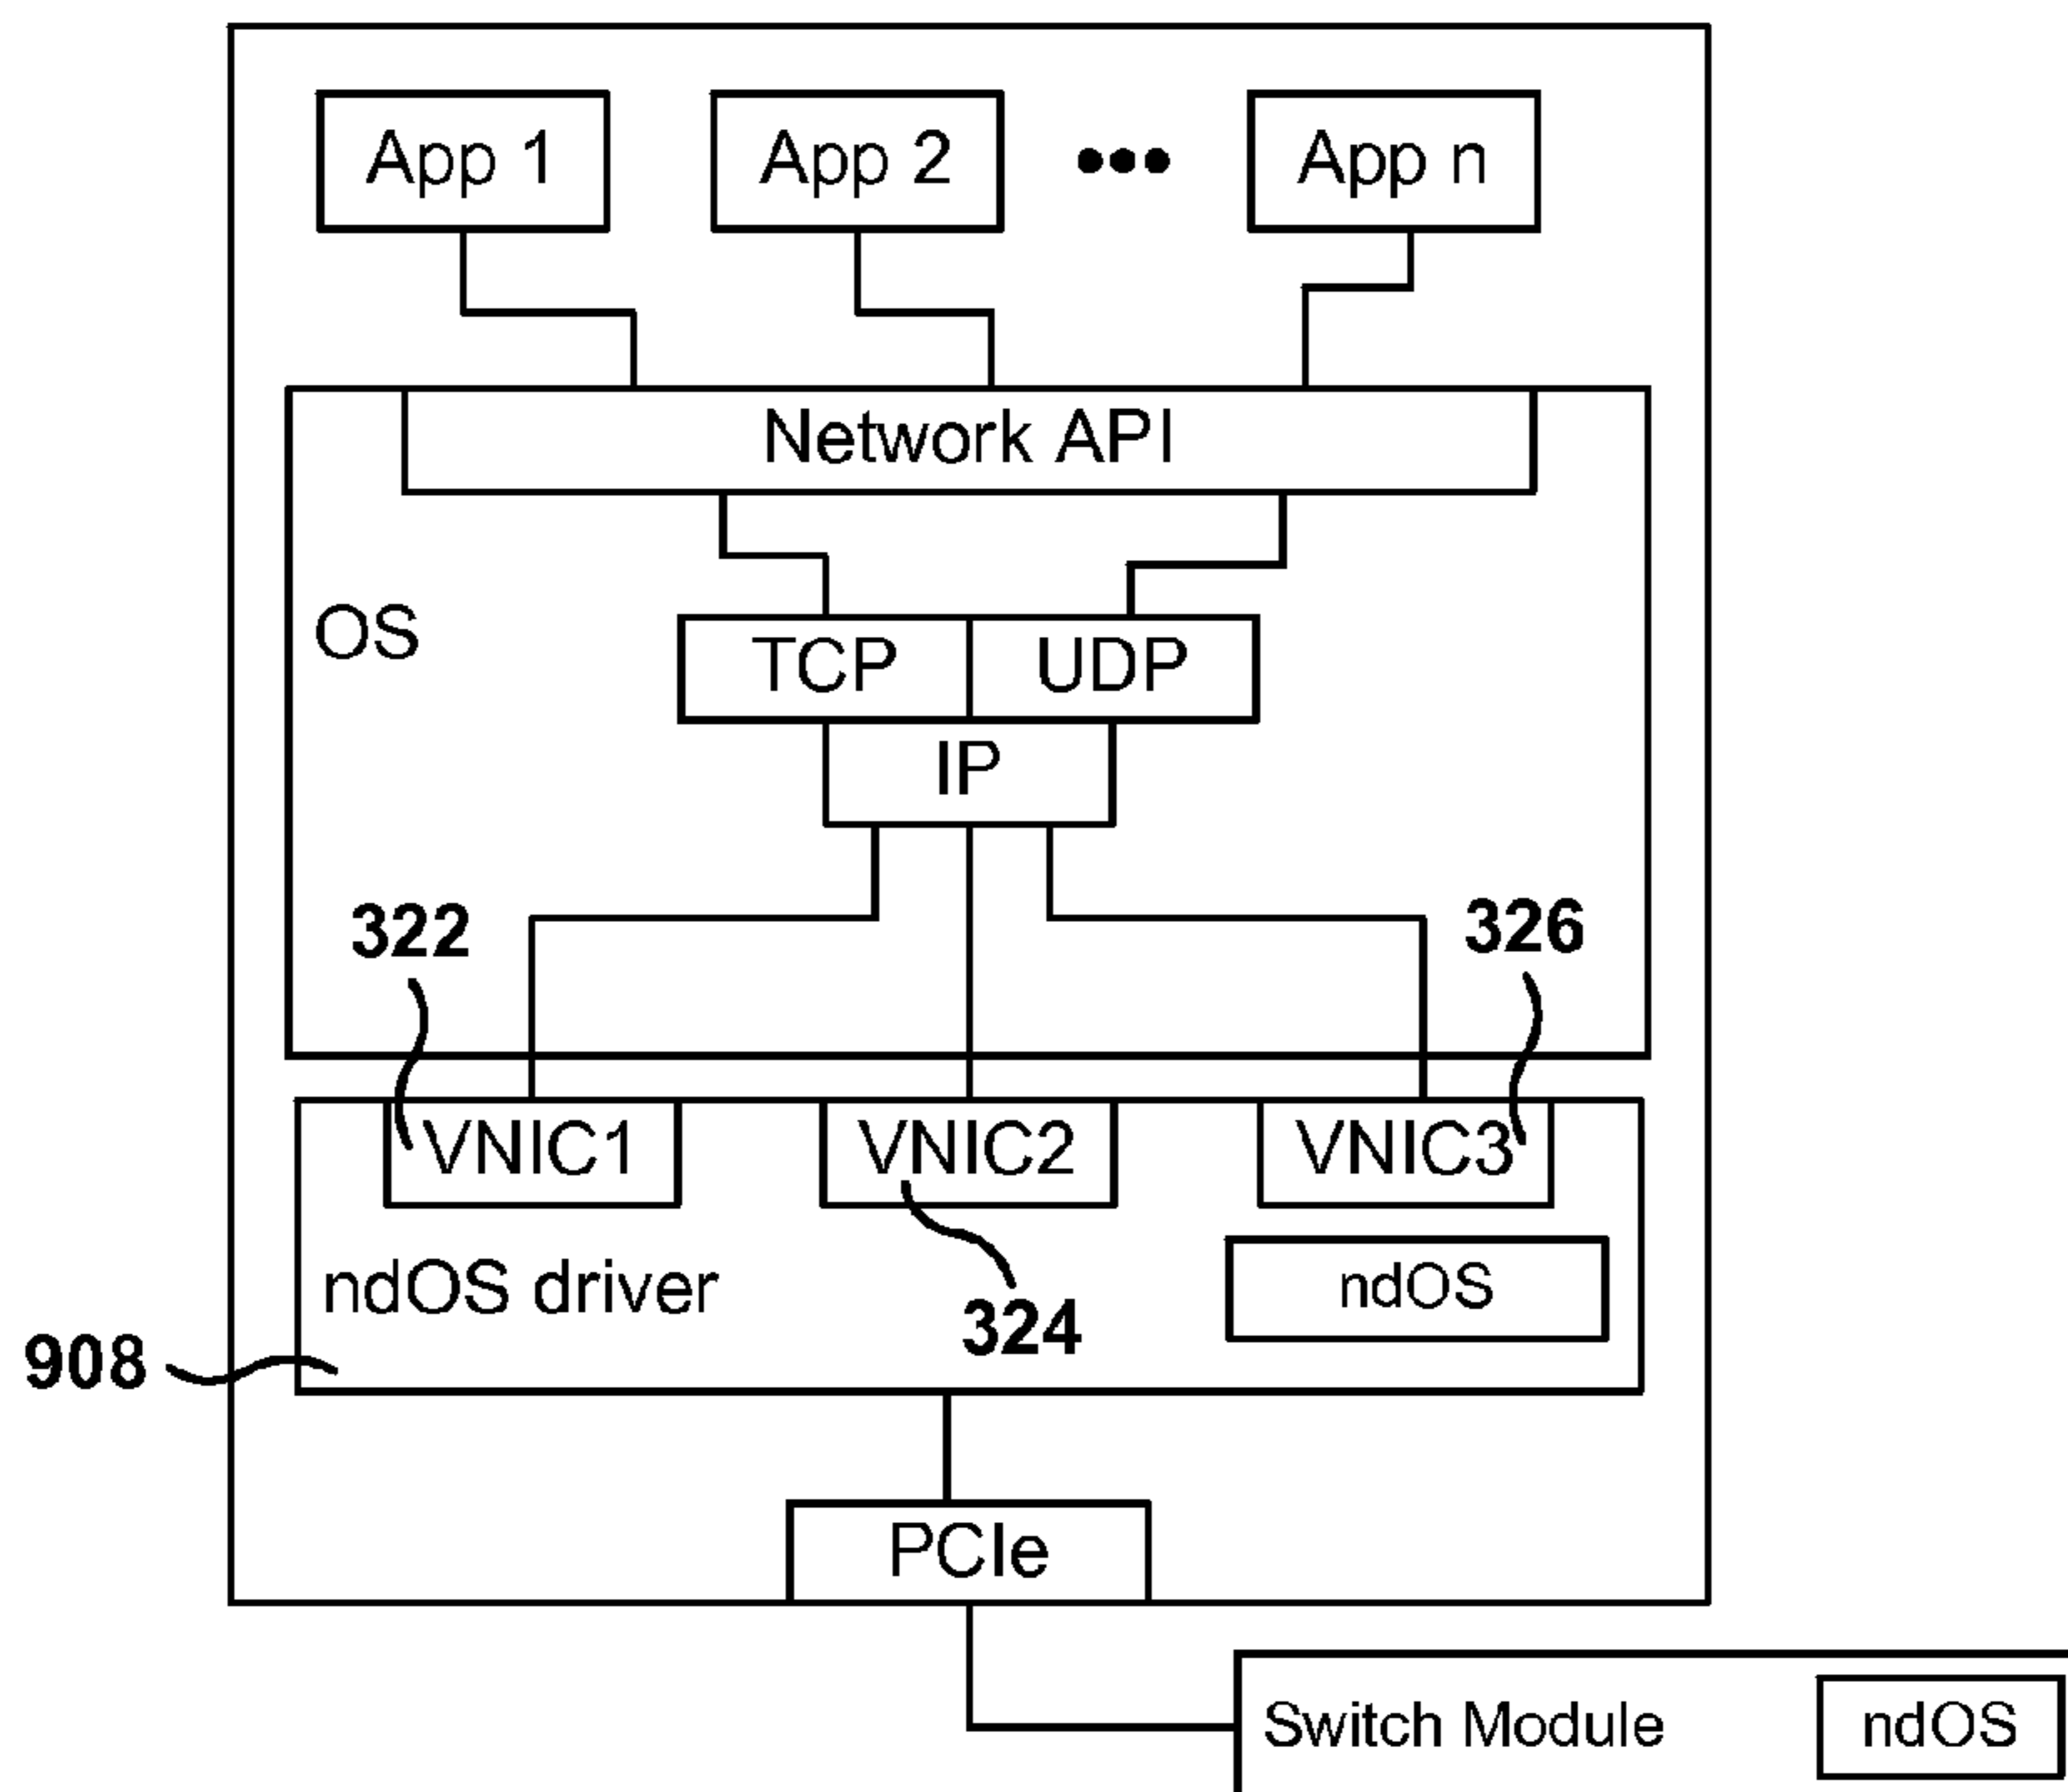 App 1 App 2 ••• App n
Network API
OS
TCP UDP
IP
322 326
VNIC1 VNIC2 VNIC3
ndOS driver ndOS
324
908
PCIe
Switch Module ndOS